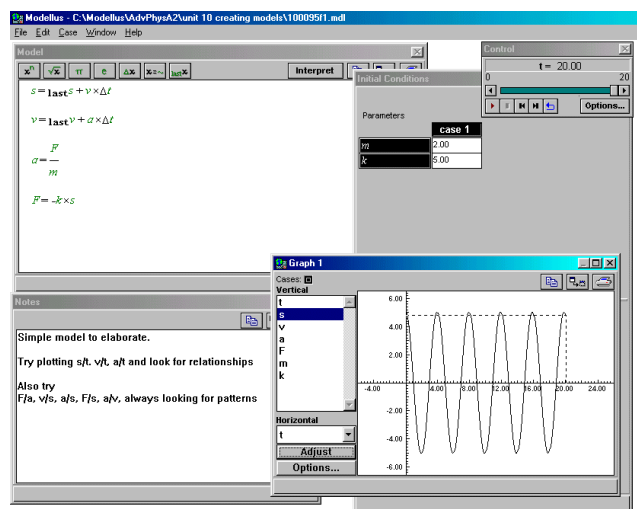 Modellus - C:\Modellus\AdvPhysA2\unit 10 creating models\100095f1.mdl
File Edit Case Window Help
Model
xⁿ √x π e Δx x=~ lastx Interpret
s = last s + v × Δt
v = last v + a × Δt
a = F / m
F = -k × s
Control
t = 20.00
0 20
Options...
Initial Conditions
Parameters
case 1
m 2.00
k 5.00
Notes
Simple model to elaborate.
Try plotting s/t. v/t, a/t and look for relationships
Also try
F/a, v/s, a/s, F/s, a/v, always looking for patterns
Graph 1
Cases:
Vertical
t
s
v
a
F
m
k
Horizontal
t
Adjust
Options...
6.00
4.00
2.00
-4.00 4.00 8.00 12.00 16.00 20.00 24.00
-2.00
-4.00
-6.00